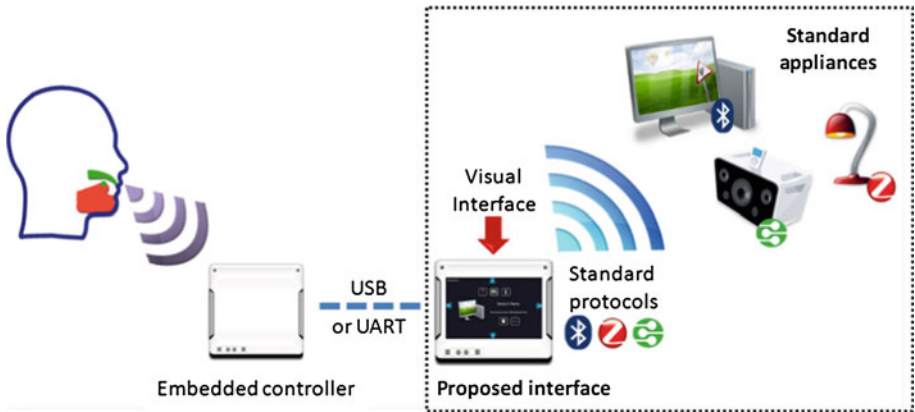 Standard
appliances
Visual
Interface
USB
or UART
Standard
protocols
Embedded controller
Proposed interface